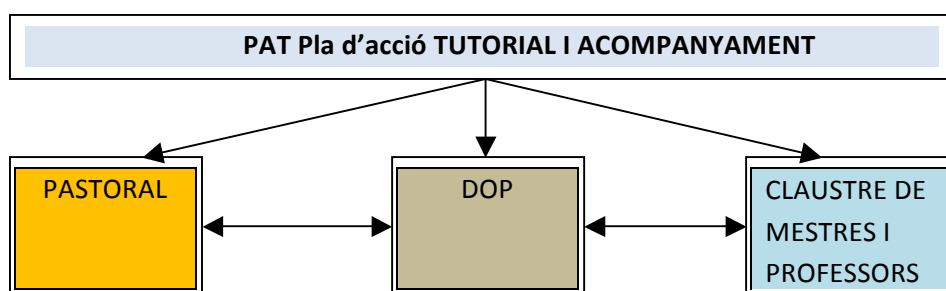 PAT Pla d’acció TUTORIAL I ACOMPANYAMENT
PASTORAL
DOP
CLAUSTRE DE
MESTRES I
PROFESSORS